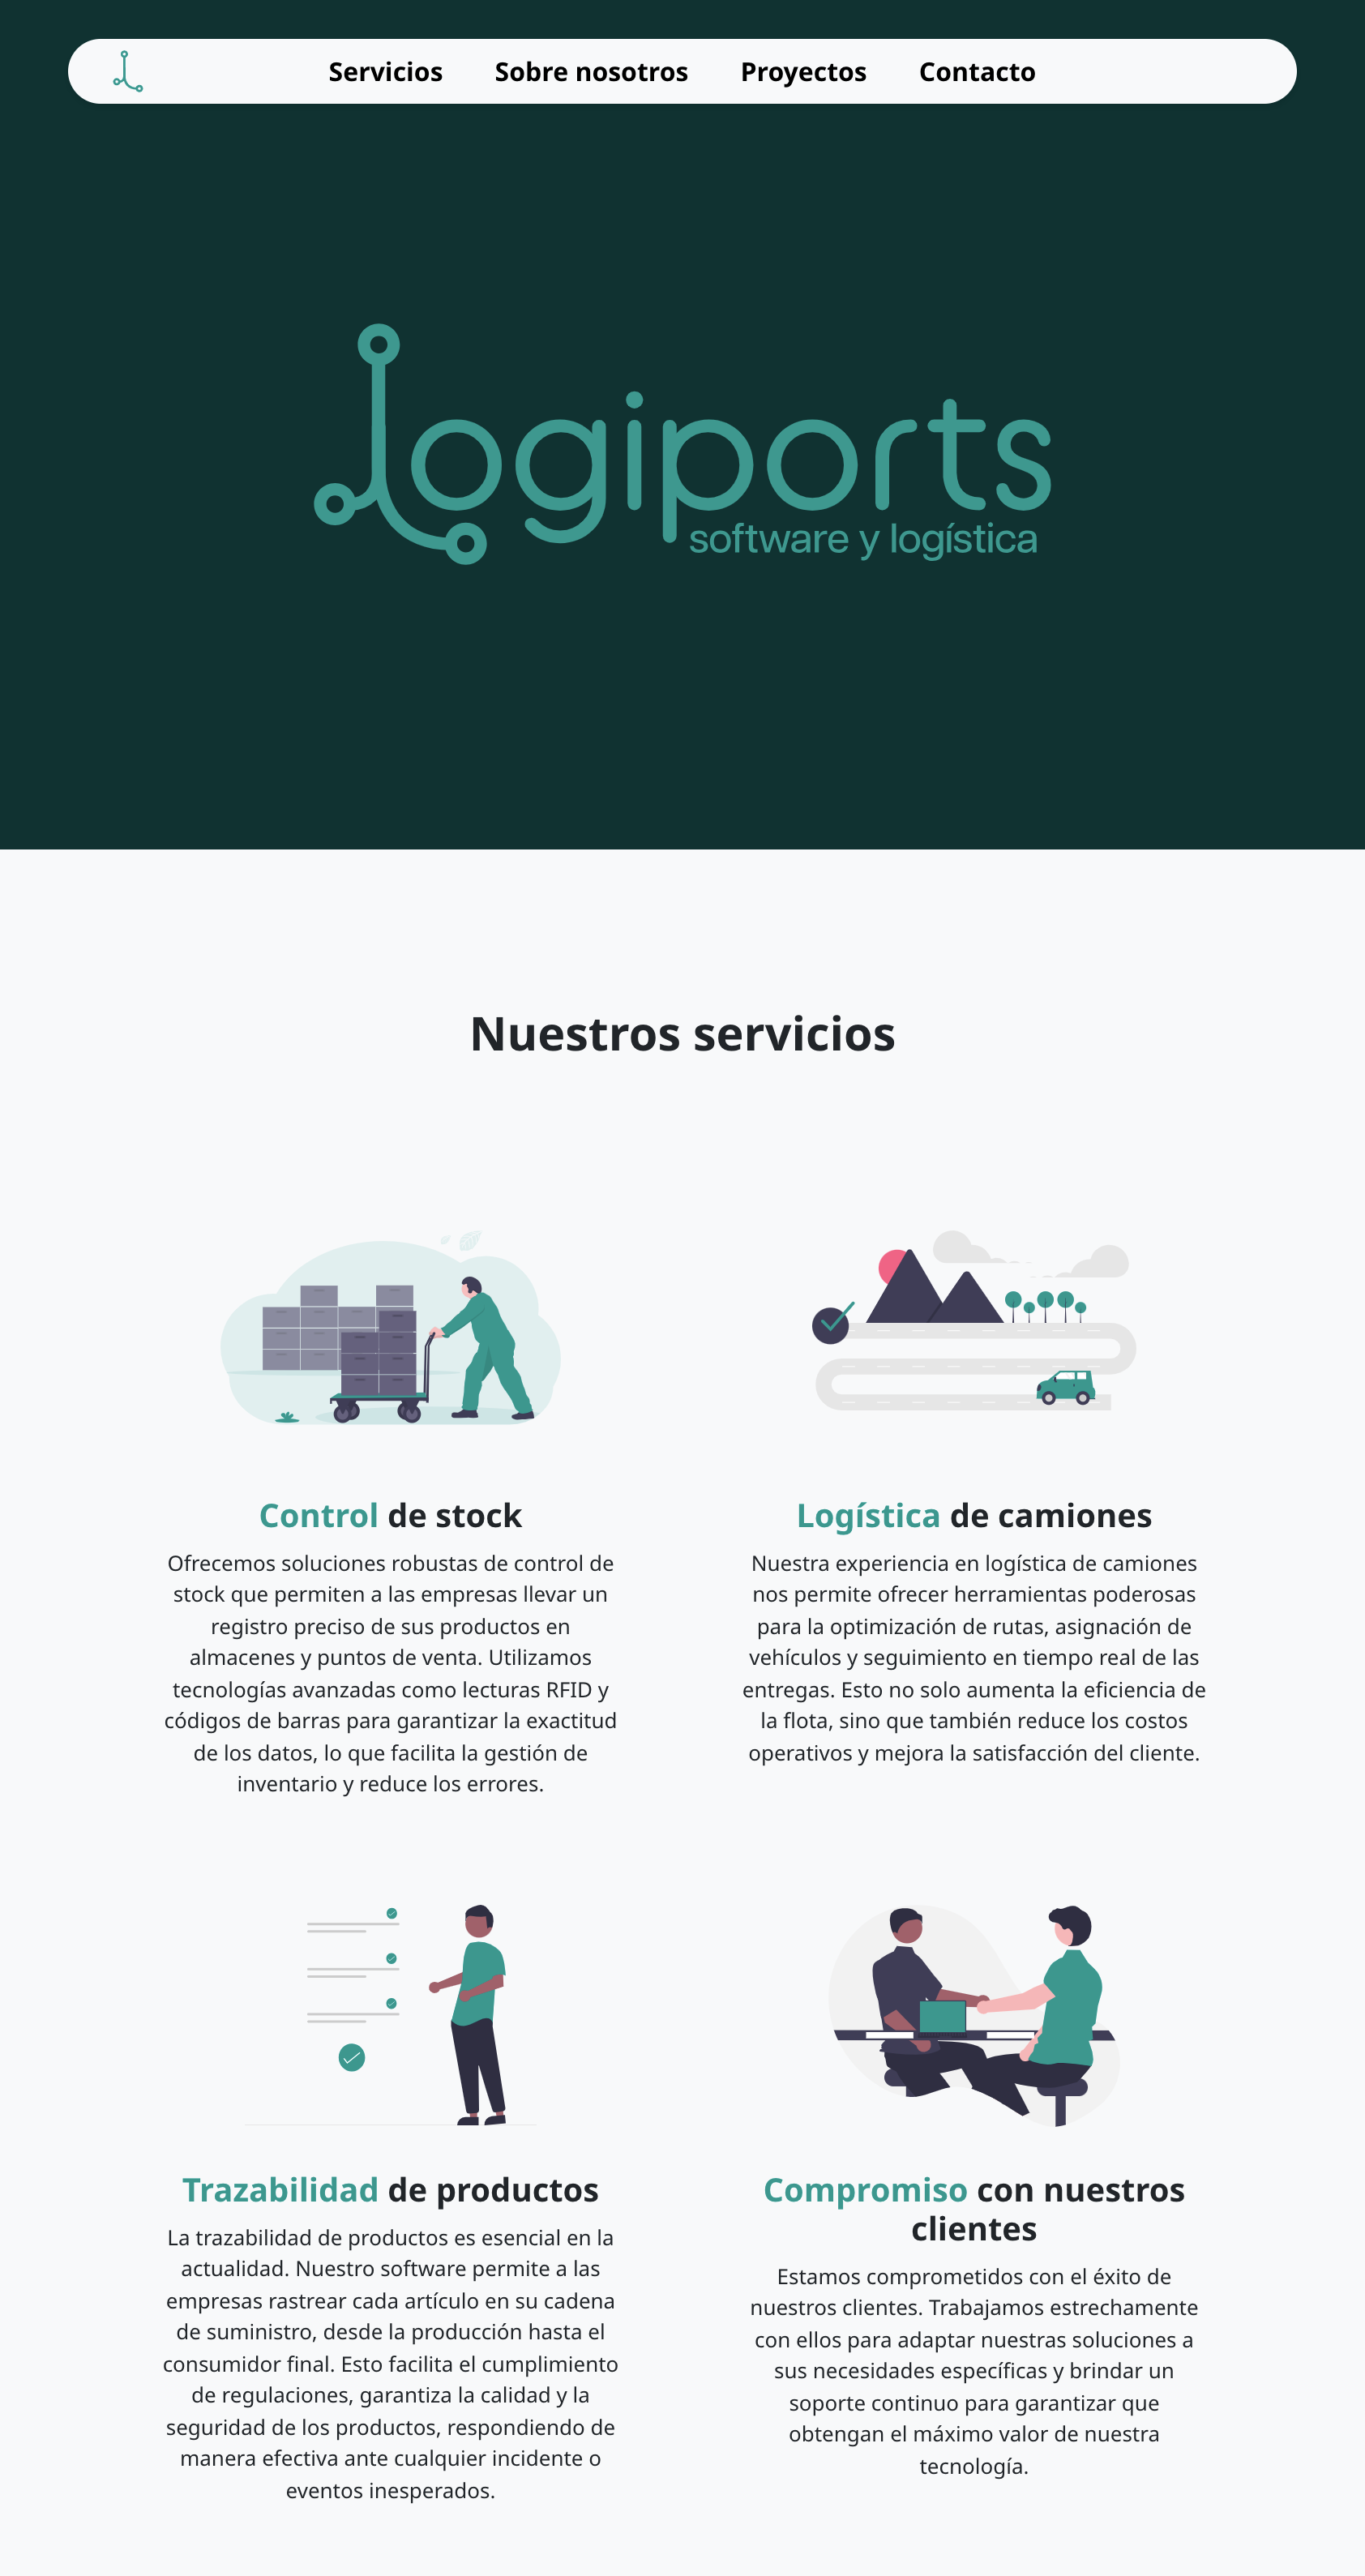 Servicios Sobre nosotros Proyectos Contacto
logiports
software y logística
Nuestros servicios
Control de stock
Ofrecemos soluciones robustas de control de
stock que permiten a las empresas llevar un
registro preciso de sus productos en
almacenes y puntos de venta. Utilizamos
tecnologías avanzadas como lecturas RFID y
códigos de barras para garantizar la exactitud
de los datos, lo que facilita la gestión de
inventario y reduce los errores.
Logística de camiones
Nuestra experiencia en logística de camiones
nos permite ofrecer herramientas poderosas
para la optimización de rutas, asignación de
vehículos y seguimiento en tiempo real de las
entregas. Esto no solo aumenta la eficiencia de
la flota, sino que también reduce los costos
operativos y mejora la satisfacción del cliente.
Trazabilidad de productos
La trazabilidad de productos es esencial en la
actualidad. Nuestro software permite a las
empresas rastrear cada artículo en su cadena
de suministro, desde la producción hasta el
consumidor final. Esto facilita el cumplimiento
de regulaciones, garantiza la calidad y la
seguridad de los productos, respondiendo de
manera efectiva ante cualquier incidente o
eventos inesperados.
Compromiso con nuestros
clientes
Estamos comprometidos con el éxito de
nuestros clientes. Trabajamos estrechamente
con ellos para adaptar nuestras soluciones a
sus necesidades específicas y brindar un
soporte continuo para garantizar que
obtengan el máximo valor de nuestra
tecnología.